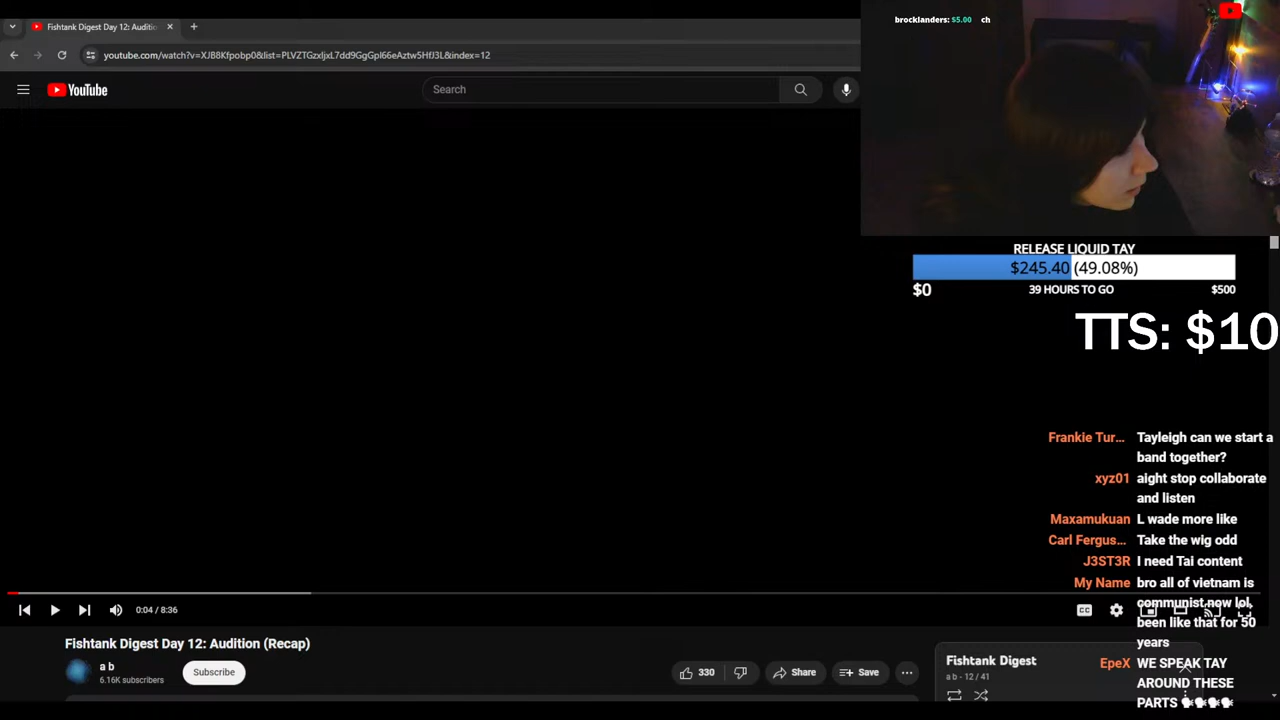 Fishtank Digest Day 12: Auditio
youtube.com/watch?v=XJB8Kfpobp0&list=PLVZTGzxIjxL7dd9GgGpI66eAztw5HfJ3L&index=12
YouTube
Search
brocklanders: $5.00 ch
RELEASE LIQUID TAY
$245.40 (49.08%)
$0 39 HOURS TO GO $500
TTS: $10
Frankie Tur... Tayleigh can we start a
band together?
xyz01 aight stop collaborate
and listen
Maxamukuan L wade more like
Carl Fergus... Take the wig odd
J3ST3R I need Tai content
My Name bro all of vietnam is
communist now lol,
been like that for 50
years
EpeX WE SPEAK TAY
AROUND THESE
PARTS 🗣🗣🗣🗣
0:04 / 8:36
CC
Fishtank Digest Day 12: Audition (Recap)
a b
6.16K subscribers
Subscribe
330
Share
Save
Fishtank Digest
a b - 12 / 41